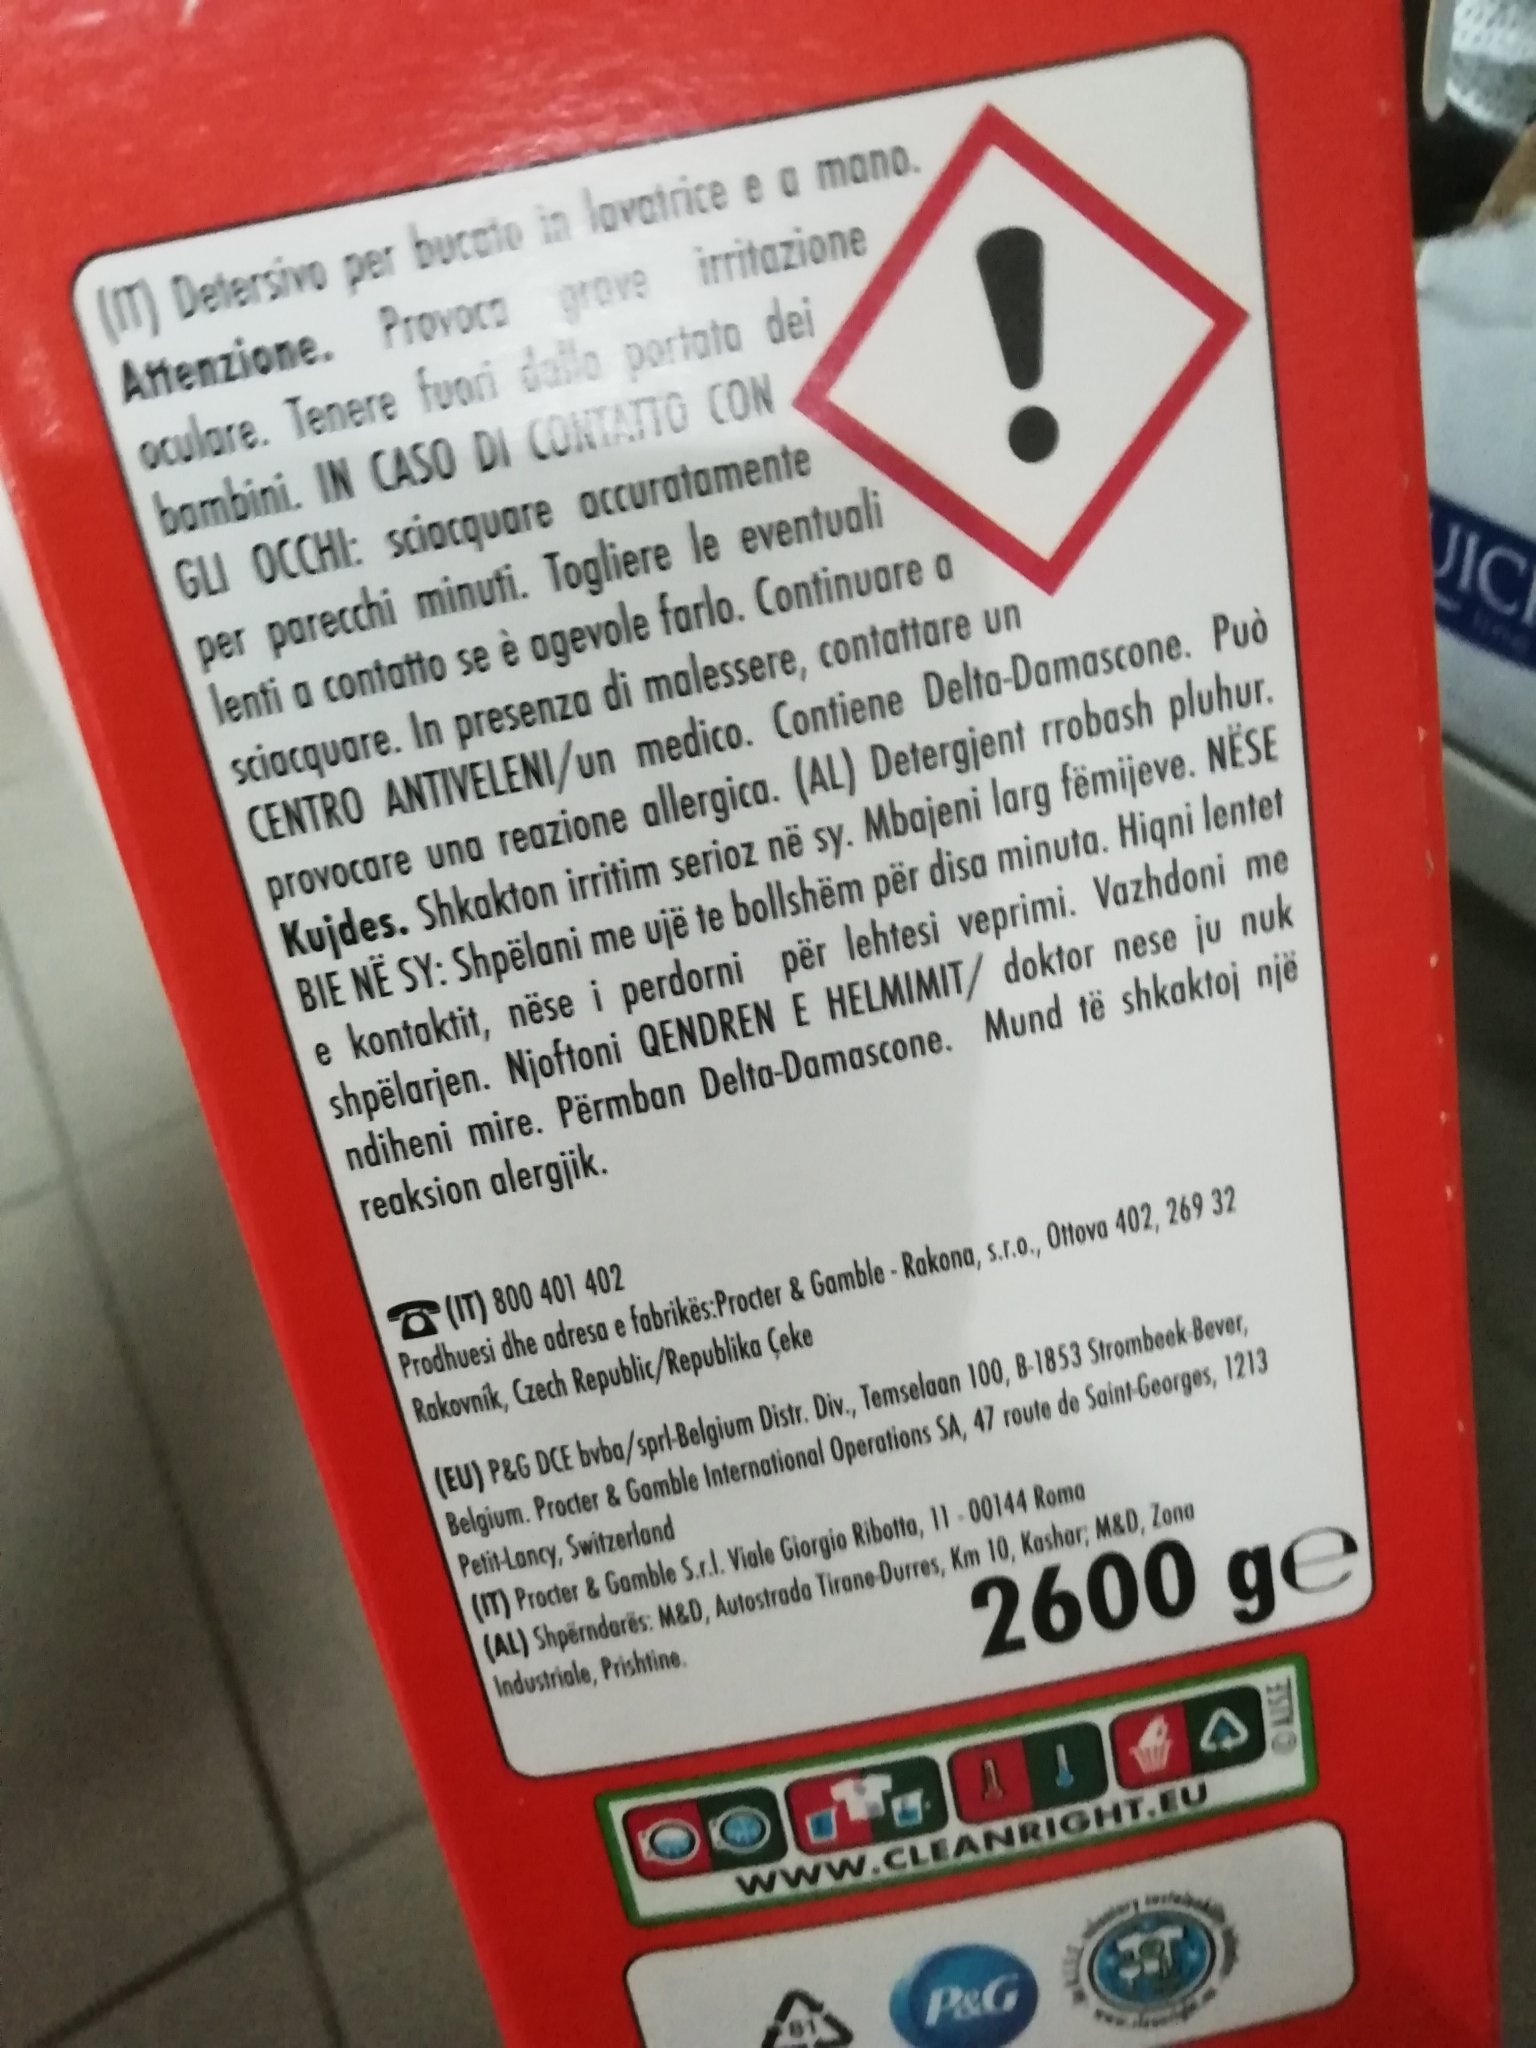 (IT) Detersivo per bucato in lavatrice e a mano.
Attenzione. Provoca grave irritazione
oculare. Tenere fuori dalla portata dei
bambini. IN CASO DI CONTATTO CON
GLI OCCHI: sciacquare accuratamente
per parecchi minuti. Togliere le eventuali
lenti a contatto se è agevole farlo. Continuare a
sciacquare. In presenza di malessere, contattare un
CENTRO ANTIVELENI/un medico. Contiene Delta-Damascone. Può
provocare una reazione allergica. (AL) Detergjent rrobash pluhur.
Kujdes. Shkakton irritim serioz në sy. Mbajeni larg fëmijeve. NËSE
BIE NË SY: Shpëlani me ujë te bollshëm për disa minuta. Hiqni lentet
e kontaktit, nëse i perdorni për lehtesi veprimi. Vazhdoni me
shpëlarjen. Njoftoni QENDREN E HELMIMIT/ doktor nese ju nuk
ndiheni mire. Përmban Delta-Damascone. Mund të shkaktoj një
reaksion alergjik.
(IT) 800 401 402
Prodhuesi dhe adresa e fabrikës:Procter & Gamble - Rakona, s.r.o., Ottova 402, 269 32
Rakovník, Czech Republic/Republika Çeke
(EU) P&G DCE bvba/sprl-Belgium Distr. Div., Temselaan 100, B-1853 Strombeek-Bever,
Belgium. Procter & Gamble International Operations SA, 47 route de Saint-Georges, 1213
Petit-Lancy, Switzerland
(IT) Procter & Gamble S.r.l. Viale Giorgio Ribotta, 11 - 00144 Roma
(AL) Shpërndarës: M&D, Autostrada Tirane-Durres, Km 10, Kashar; M&D, Zona
Industriale, Prishtine.
2600 g e
© A.I.S.E.
WWW.CLEANRIGHT.EU
81
P&G